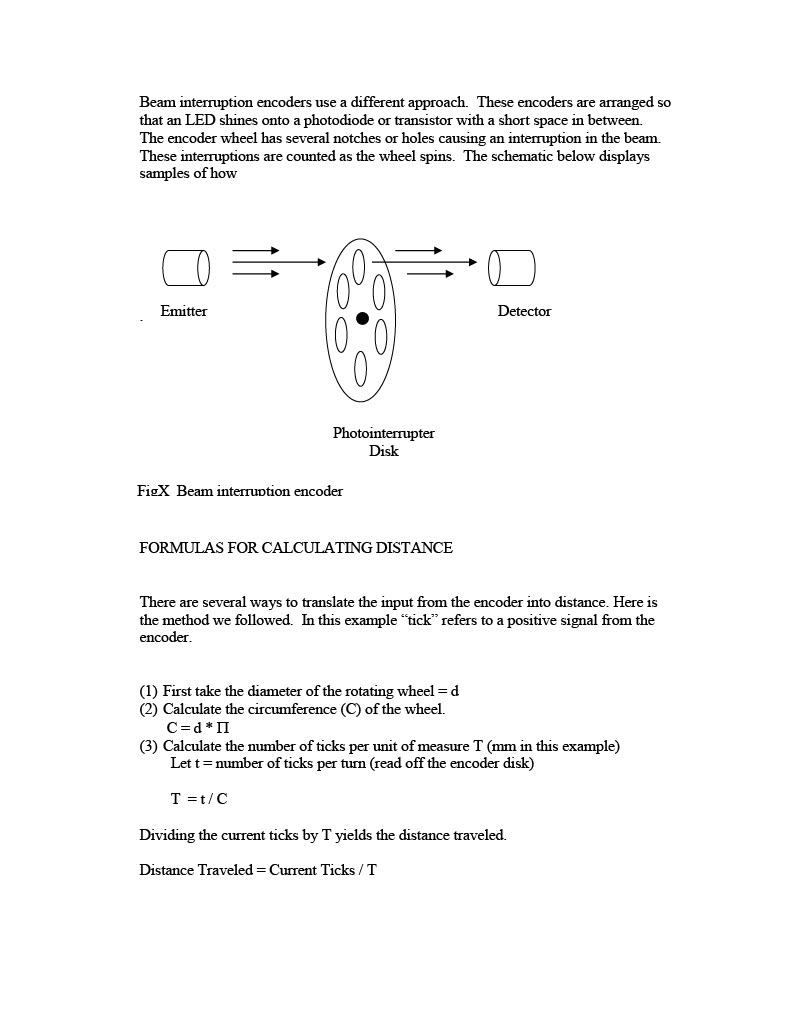 Beam interruption encoders use a different approach.  These encoders are arranged so
that an LED shines onto a photodiode or transistor with a short space in between.
The encoder wheel has several notches or holes causing an interruption in the beam.
These interruptions are counted as the wheel spins.  The schematic below displays
samples of how
Emitter
Detector
.
Photointerrupter
Disk
FigX  Beam interruption encoder
FORMULAS FOR CALCULATING DISTANCE
There are several ways to translate the input from the encoder into distance. Here is
the method we followed.  In this example “tick” refers to a positive signal from the
encoder.
(1) First take the diameter of the rotating wheel = d
(2) Calculate the circumference (C) of the wheel.
C = d * Π
(3) Calculate the number of ticks per unit of measure T (mm in this example)
Let t = number of ticks per turn (read off the encoder disk)
T  = t / C
Dividing the current ticks by T yields the distance traveled.
Distance Traveled = Current Ticks / T